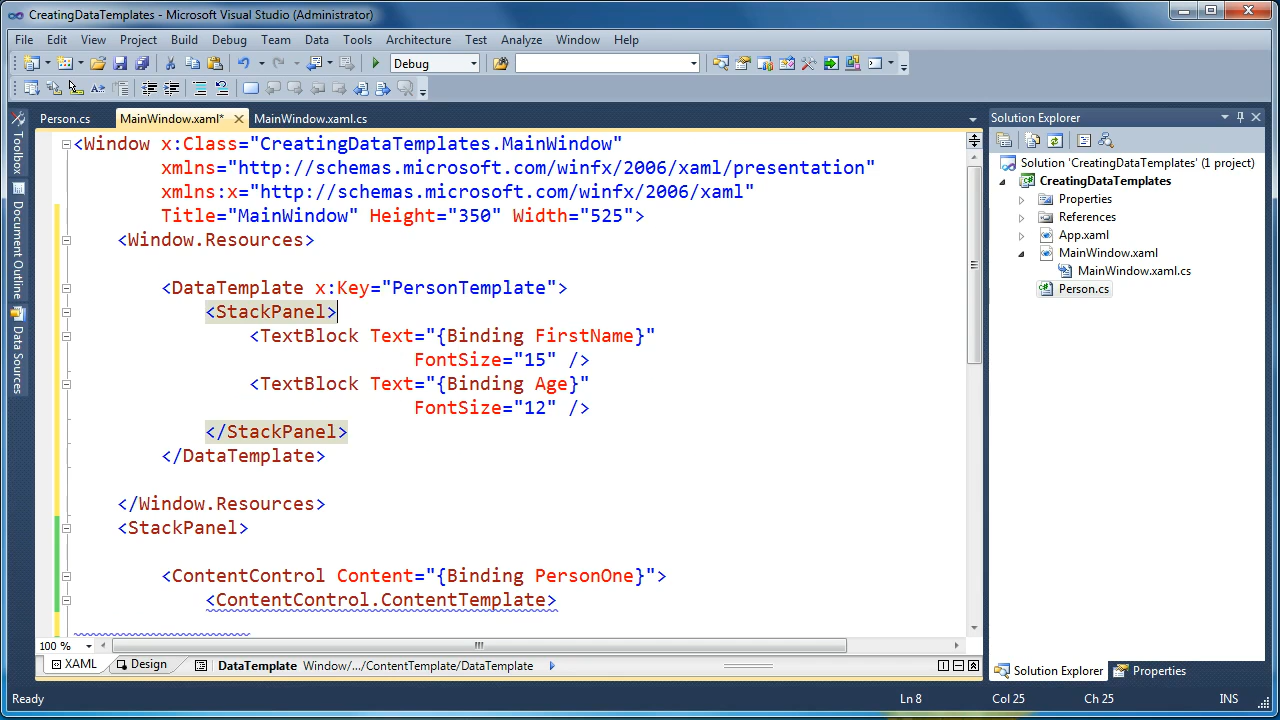 CreatingDataTemplates - Microsoft Visual Studio (Administrator)
File Edit View Project Build Debug Team Data Tools Architecture Test Analyze Window Help
Debug
Person.cs MainWindow.xaml* MainWindow.xaml.cs
Toolbox
Document Outline
Data Sources
<Window x:Class="CreatingDataTemplates.MainWindow"
xmlns="http://schemas.microsoft.com/winfx/2006/xaml/presentation"
xmlns:x="http://schemas.microsoft.com/winfx/2006/xaml"
Title="MainWindow" Height="350" Width="525">
<Window.Resources>
<DataTemplate x:Key="PersonTemplate">
<StackPanel>
<TextBlock Text="{Binding FirstName}"
FontSize="15" />
<TextBlock Text="{Binding Age}"
FontSize="12" />
</StackPanel>
</DataTemplate>
</Window.Resources>
<StackPanel>
<ContentControl Content="{Binding PersonOne}">
<ContentControl.ContentTemplate>
100 %
XAML Design DataTemplate Window/.../ContentTemplate/DataTemplate
Solution Explorer
Solution 'CreatingDataTemplates' (1 project)
CreatingDataTemplates
Properties
References
App.xaml
MainWindow.xaml
MainWindow.xaml.cs
Person.cs
Solution Explorer Properties
Ready Ln 8 Col 25 Ch 25 INS